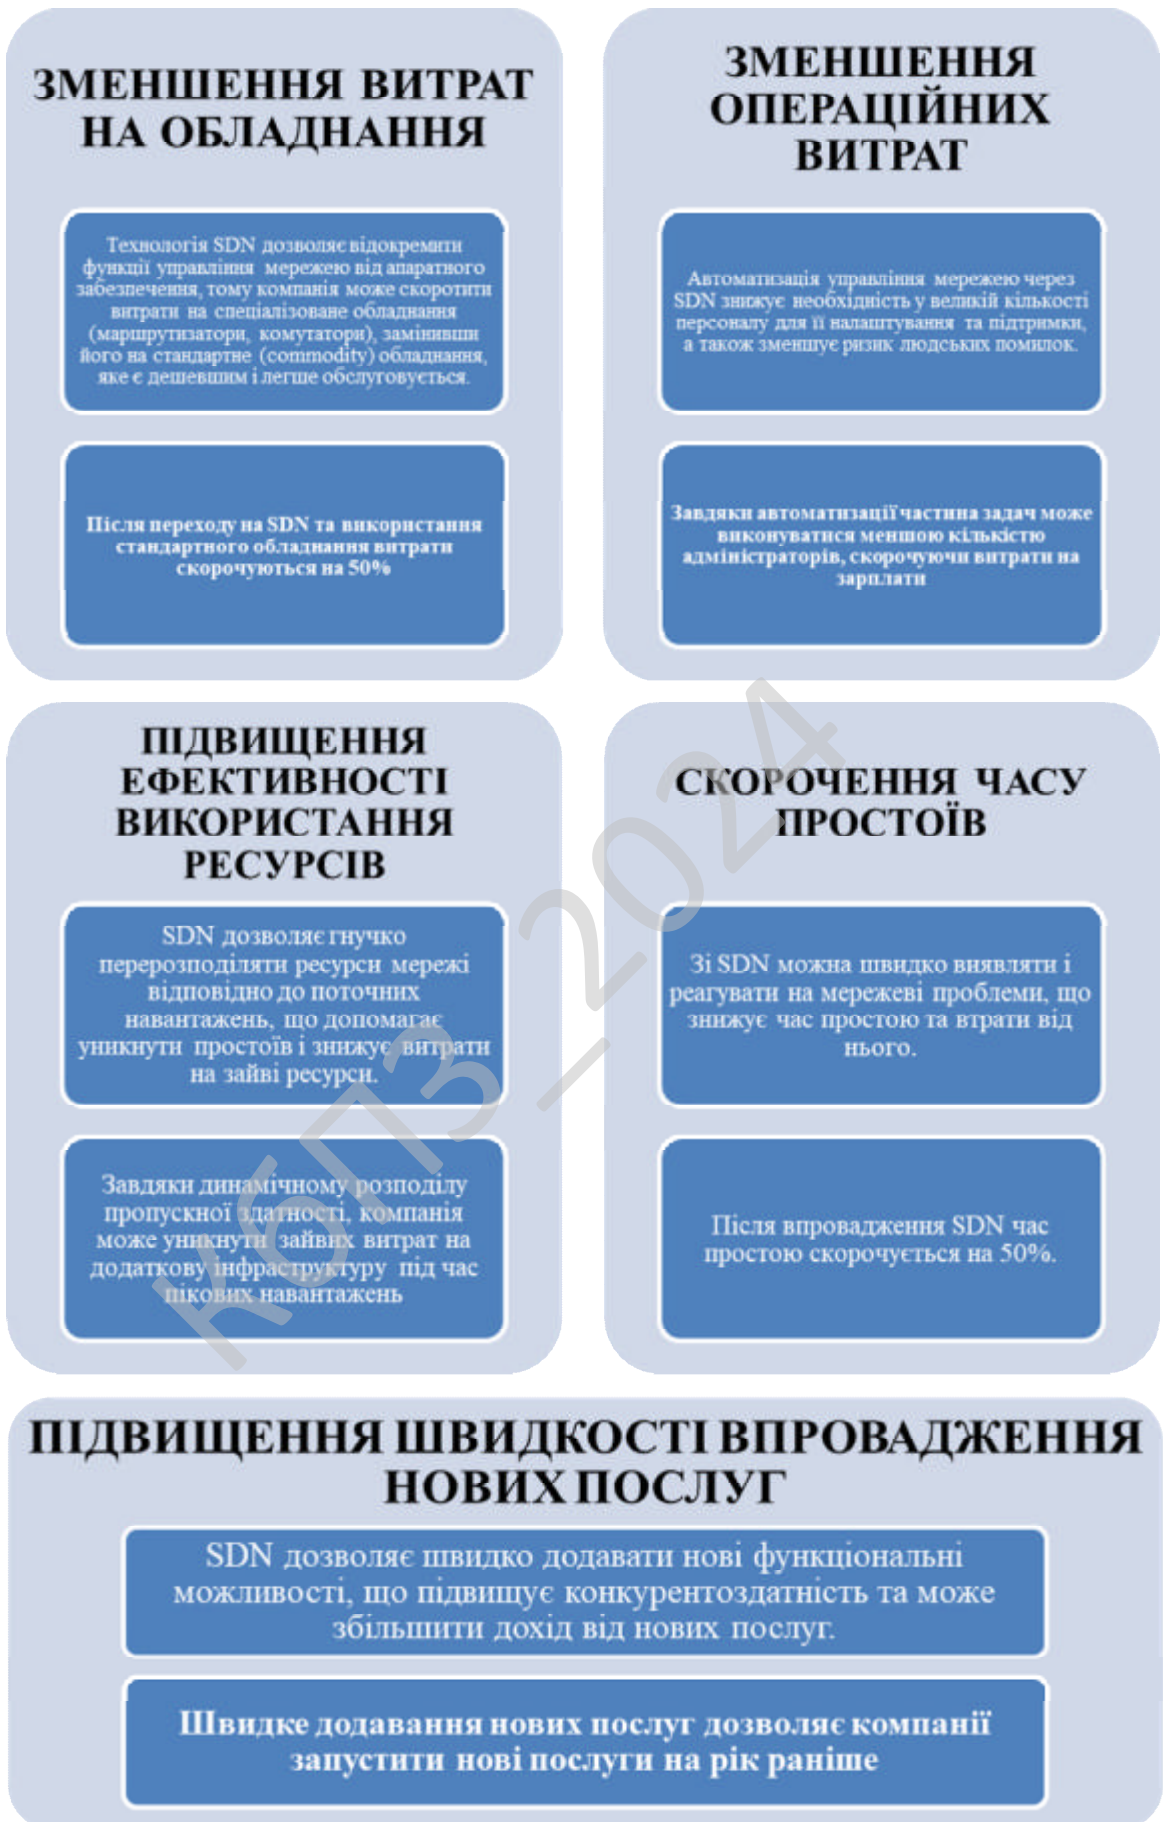 ЗМЕНШЕННЯ ВИТРАТ
НА ОБЛАДНАННЯ
Технологія SDN дозволяє відокремити
функції управління мережею від апаратного
забезпечення, тому компанія може скоротити
витрати на спеціалізоване обладнання
(маршрутизатори, комутатори), замінивши
його на стандартне (commodity) обладнання,
яке є дешевшим і легше обслуговується.
Після переходу на SDN та використання
стандартного обладнання витрати
скорочуються на 50%
ЗМЕНШЕННЯ
ОПЕРАЦІЙНИХ
ВИТРАТ
Автоматизація управління мережею через
SDN знижує необхідність у великій кількості
персоналу для її налаштування та підтримки,
а також зменшує ризик людських помилок.
Завдяки автоматизації частина задач може
виконуватися меншою кількістю
адміністраторів, скорочуючи витрати на
зарплати
ПІДВИЩЕННЯ
ЕФЕКТИВНОСТІ
ВИКОРИСТАННЯ
РЕСУРСІВ
SDN дозволяє гнучко
перерозподіляти ресурси мережі
відповідно до поточних
навантажень, що допомагає
уникнути простоїв і знижує витрати
на зайві ресурси.
Завдяки динамічному розподілу
пропускної здатності, компанія
може уникнути зайвих витрат на
додаткову інфраструктуру під час
пікових навантажень
СКОРОЧЕННЯ ЧАСУ
ПРОСТОЇВ
Зі SDN можна швидко виявляти і
реагувати на мережеві проблеми, що
знижує час простою та втрати від
нього.
Після впровадження SDN час
простою скорочується на 50%.
ПІДВИЩЕННЯ ШВИДКОСТІ ВПРОВАДЖЕННЯ
НОВИХ ПОСЛУГ
SDN дозволяє швидко додавати нові функціональні
можливості, що підвищує конкурентоздатність та може
збільшити дохід від нових послуг.
Швидке додавання нових послуг дозволяє компанії
запустити нові послуги на рік раніше
КбПЗ_2024